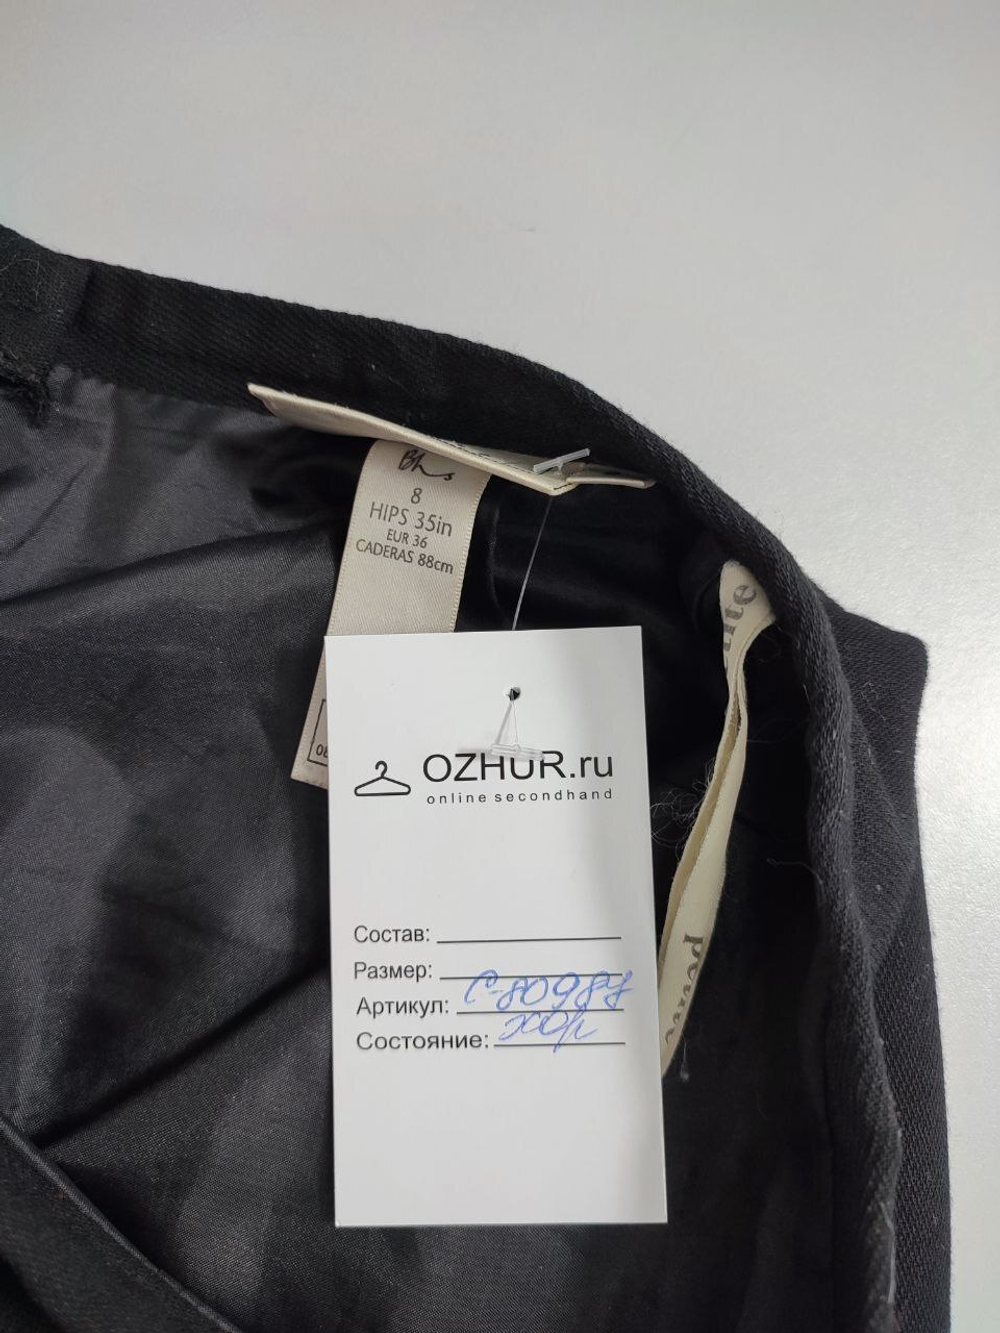 Bhs
8
HIPS 35in
EUR 36
CADERAS 88cm
OZHUR.ru
online secondhand
Состав:
Размер:
Артикул: С-80987
Состояние: хор